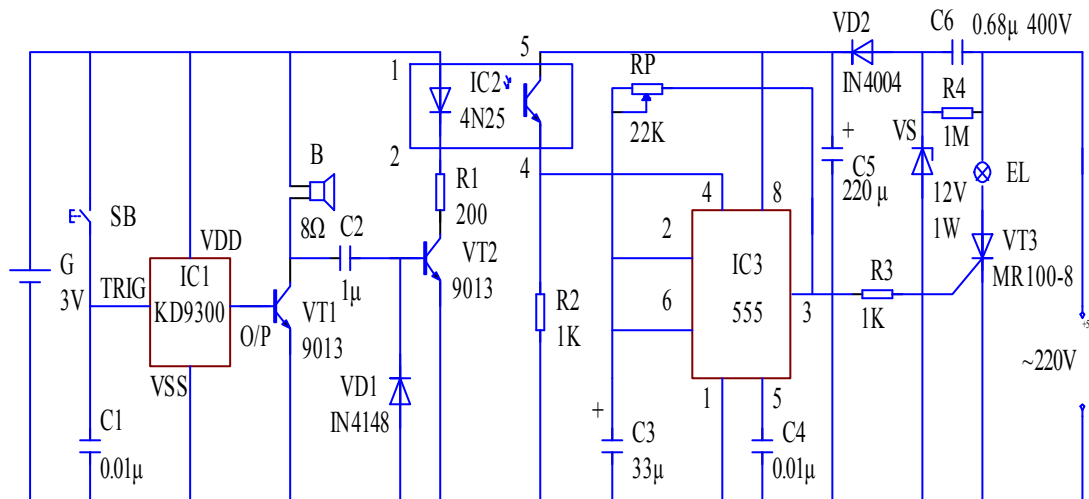 VD2
C6
0.68μ 400V
5
1
IC2
4N25
RP
22K
IN4004
R4
1M
+
C5
220 μ
VS
12V
1W
EL
VT3
MR100-8
2
4
B
8Ω
R1
200
C2
1μ
VT2
9013
SB
G
3V
TRIG
VDD
IC1
KD9300
VSS
O/P
VT1
9013
4
8
2
6
IC3
555
3
1
5
R2
1K
R3
1K
~220V
VD1
IN4148
C1
0.01μ
+
C3
33μ
C4
0.01μ